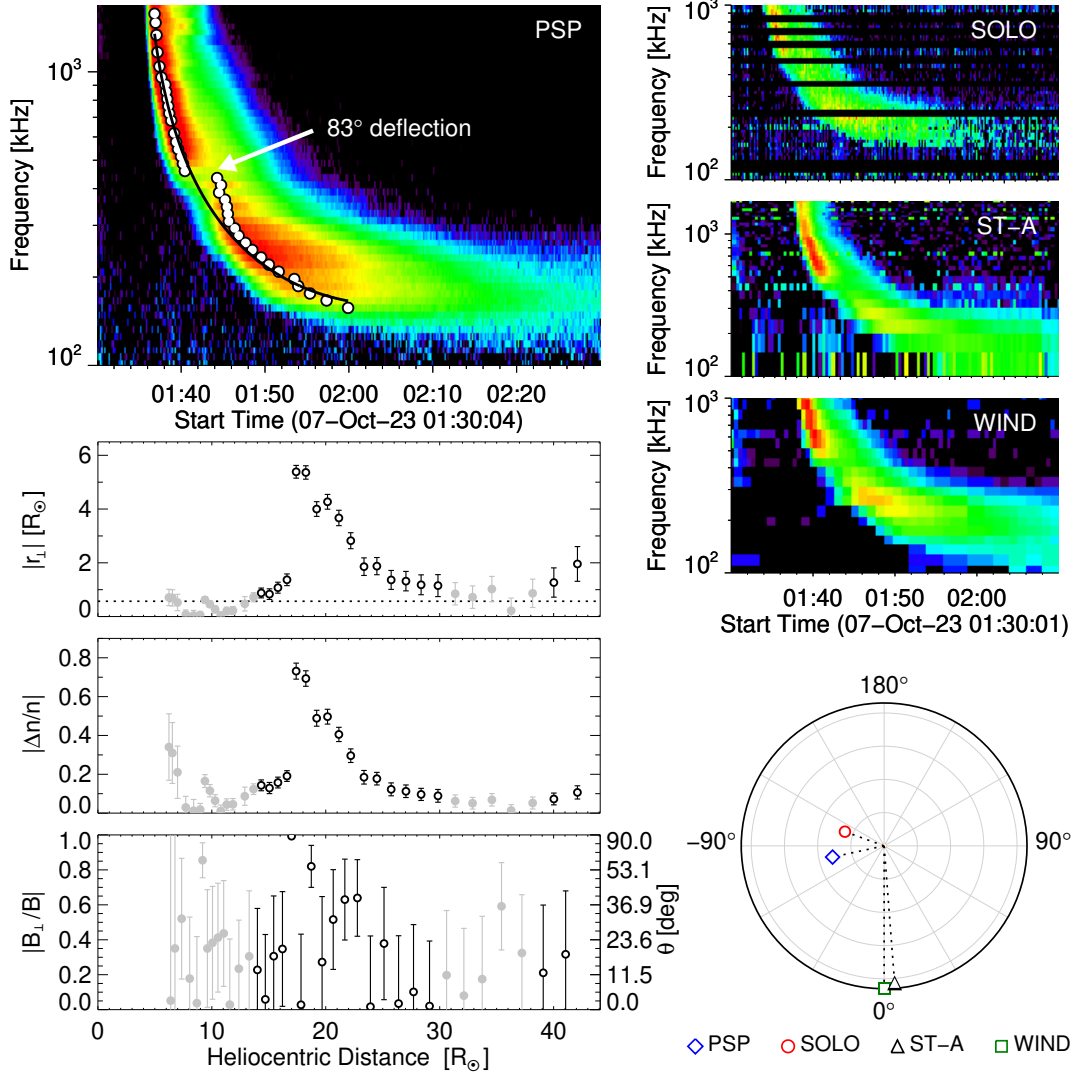 PSP
83° deflection
10³
10²
Frequency [kHz]
01:40 01:50 02:00 02:10 02:20
Start Time (07−Oct−23 01:30:04)
SOLO
10³
10²
Frequency [kHz]
ST−A
10³
10²
Frequency [kHz]
WIND
10³
10²
Frequency [kHz]
01:40 01:50 02:00
Start Time (07−Oct−23 01:30:01)
6
4
2
0
|r⊥| [R☉]
0.8
0.6
0.4
0.2
0.0
|Δn/n|
1.0
0.8
0.6
0.4
0.2
0.0
|B⊥/B|
90.0
53.1
36.9
23.6
11.5
0.0
θ [deg]
0 10 20 30 40
Heliocentric Distance [R☉]
180°
−90°
90°
0°
PSP SOLO ST−A WIND